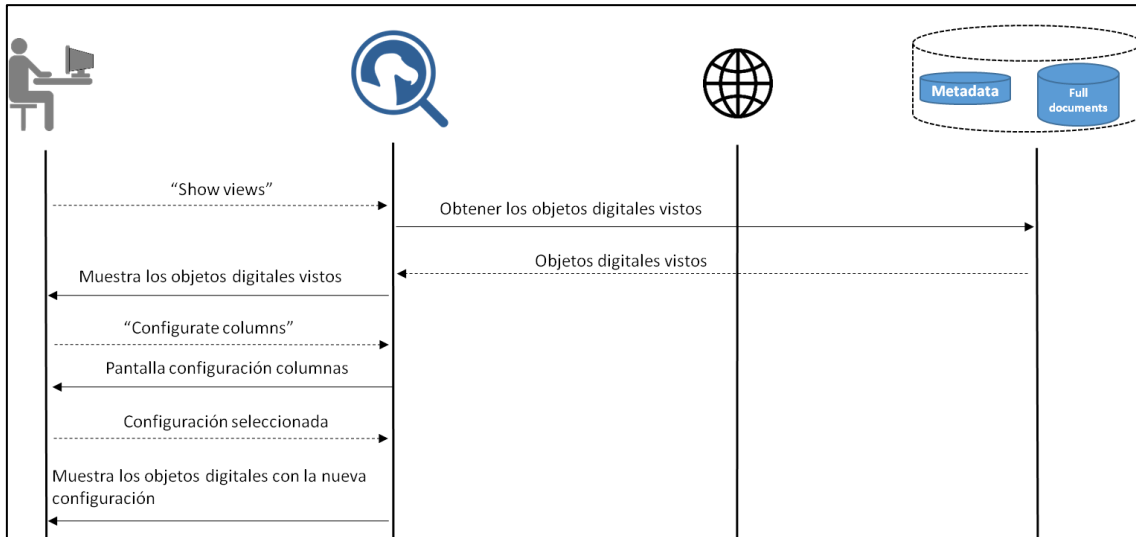 Metadata
Full
documents
“Show views”
Obtener los objetos digitales vistos
Objetos digitales vistos
Muestra los objetos digitales vistos
“Configurate columns”
Pantalla configuración columnas
Configuración seleccionada
Muestra los objetos digitales con la nueva
configuración